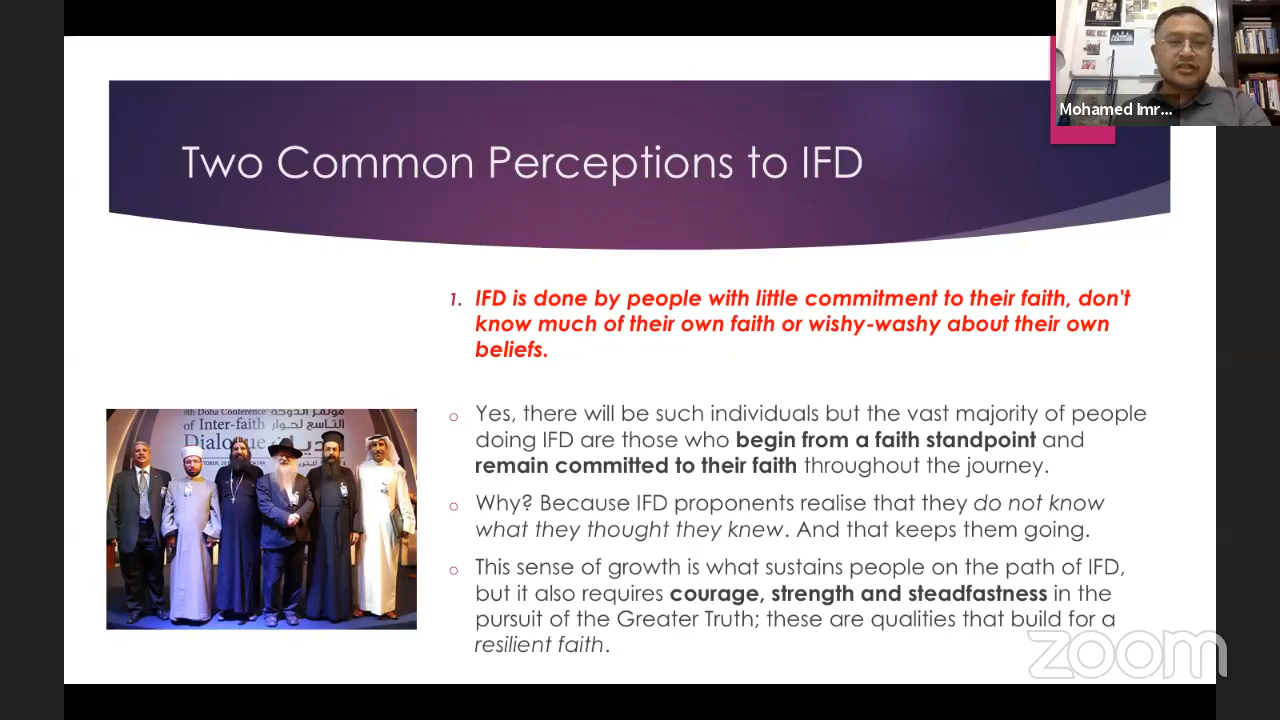 Mohamed Imr...
Two Common Perceptions to IFD
1. IFD is done by people with little commitment to their faith, don't
know much of their own faith or wishy-washy about their own
beliefs.
o Yes, there will be such individuals but the vast majority of people
doing IFD are those who begin from a faith standpoint and
remain committed to their faith throughout the journey.
o Why? Because IFD proponents realise that they do not know
what they thought they knew. And that keeps them going.
o This sense of growth is what sustains people on the path of IFD,
but it also requires courage, strength and steadfastness in the
pursuit of the Greater Truth; these are qualities that build for a
resilient faith.
9th Doha Conference
of Inter-faith
Dialogue
مؤتمر الدوحة
التاسع لحوار
zoom